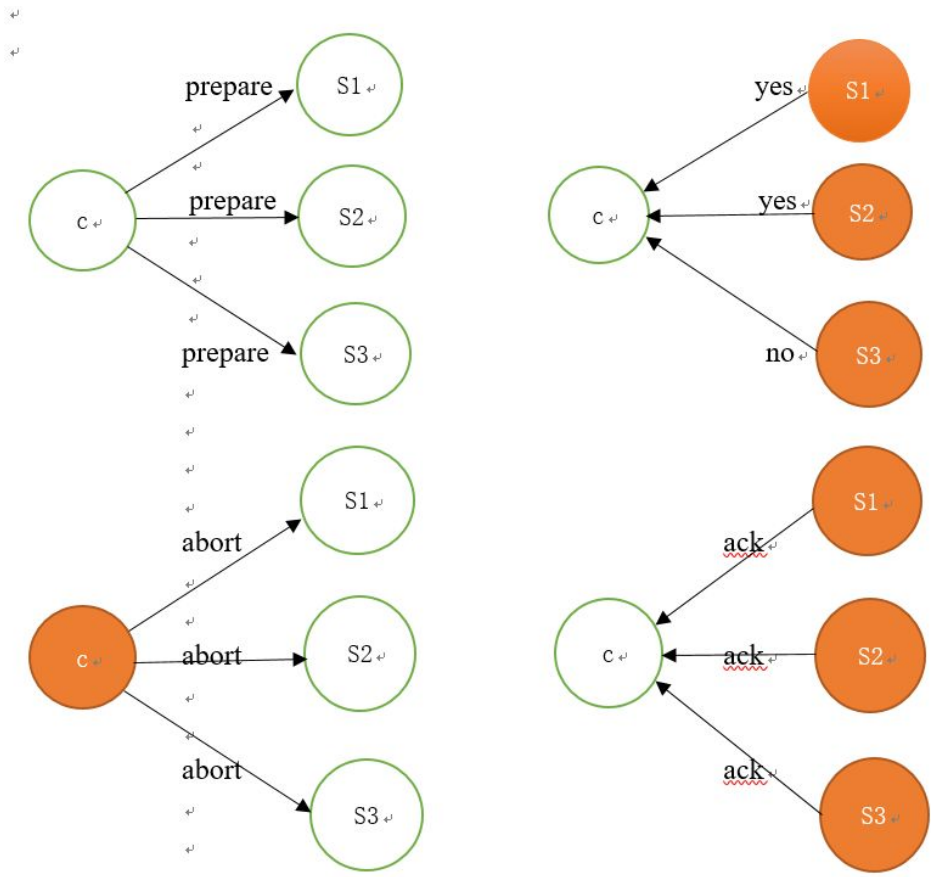 prepare
S1
prepare
c
S2
prepare
S3
yes
S1
yes
c
S2
no
S3
S1
abort
c
abort
S2
abort
S3
S1
ack
c
ack
S2
ack
S3